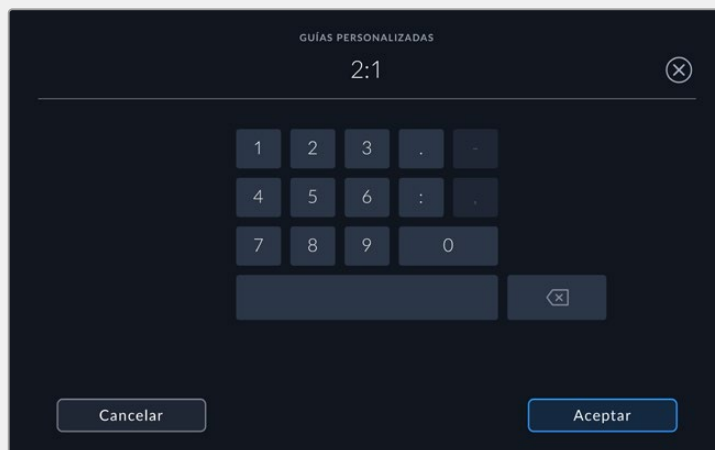 GUÍAS PERSONALIZADAS
2:1
1 2 3 . -
4 5 6 : ,
7 8 9 0
Cancelar Aceptar